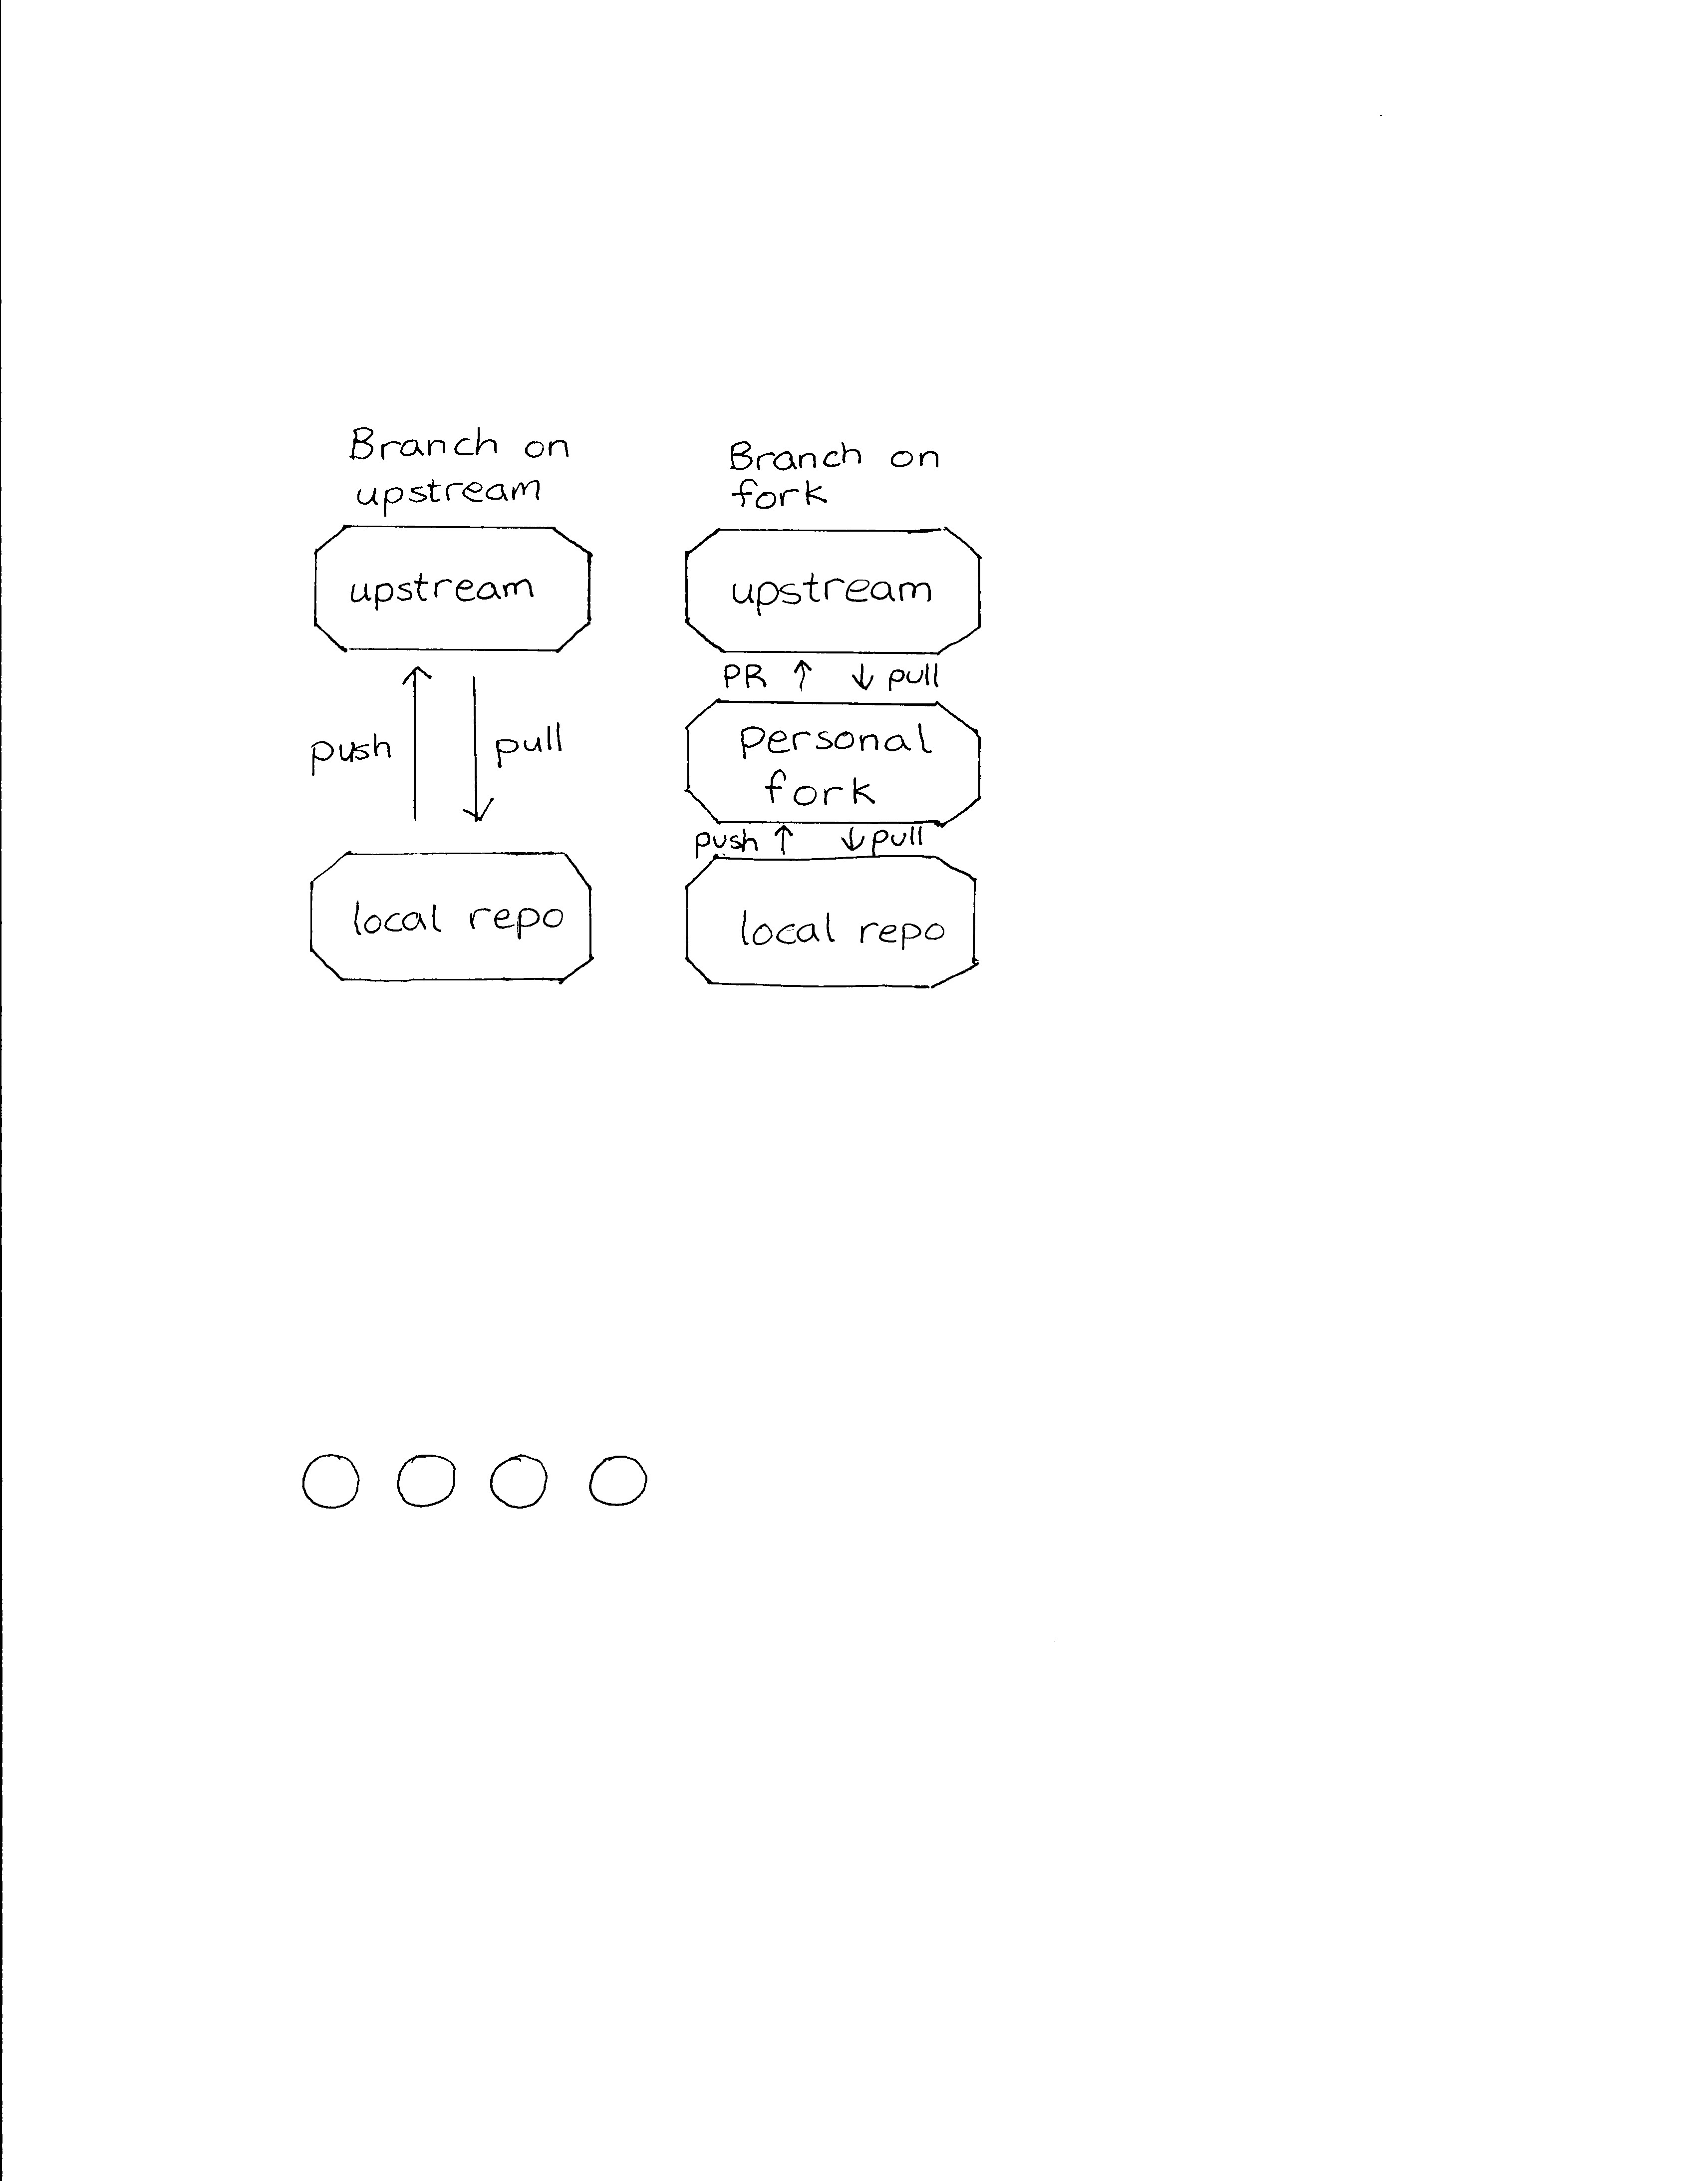 Branch on
upstream
upstream
push
pull
local repo
Branch on
fork
upstream
PR ↑ ↓ pull
personal
fork
push ↑ ↓ pull
local repo